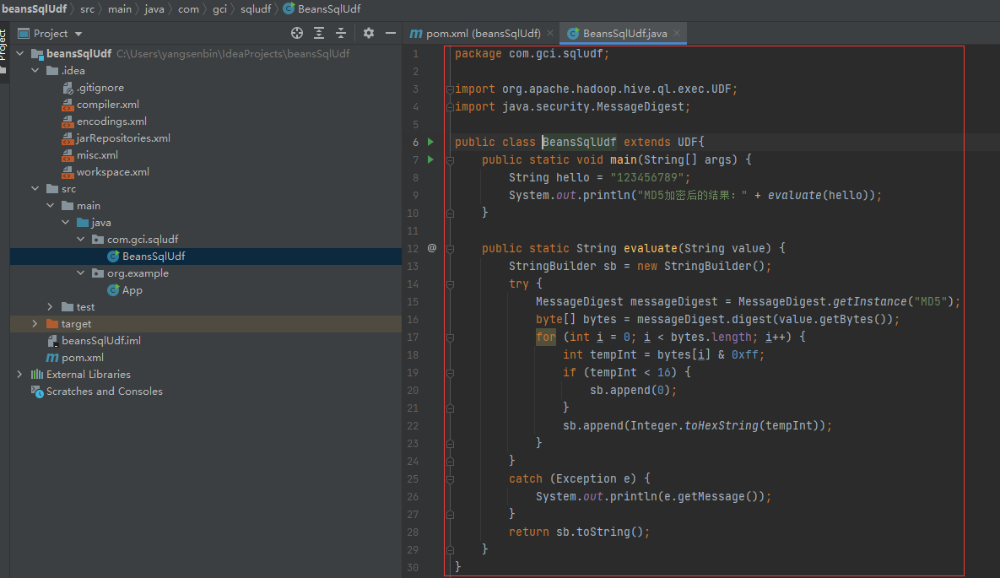 beansSqlUdf src main java com gci sqludf BeansSqlUdf
Project
Project
pom.xml (beansSqlUdf)
BeansSqlUdf.java
beansSqlUdf C:\Users\yangsenbin\IdeaProjects\beansSqlUdf
.idea
.gitignore
compiler.xml
encodings.xml
jarRepositories.xml
misc.xml
workspace.xml
src
main
java
com.gci.sqludf
BeansSqlUdf
org.example
App
test
target
beansSqlUdf.iml
pom.xml
External Libraries
Scratches and Consoles
1 package com.gci.sqludf;
2
3 import org.apache.hadoop.hive.ql.exec.UDF;
4 import java.security.MessageDigest;
5
6 public class BeansSqlUdf extends UDF{
7 public static void main(String[] args) {
8 String hello = "123456789";
9 System.out.println("MD5加密后的结果：" + evaluate(hello));
10 }
11
12 @ public static String evaluate(String value) {
13 StringBuilder sb = new StringBuilder();
14 try {
15 MessageDigest messageDigest = MessageDigest.getInstance("MD5");
16 byte[] bytes = messageDigest.digest(value.getBytes());
17 for (int i = 0; i < bytes.length; i++) {
18 int tempInt = bytes[i] & 0xff;
19 if (tempInt < 16) {
20 sb.append(0);
21 }
22 sb.append(Integer.toHexString(tempInt));
23 }
24 }
25 catch (Exception e) {
26 System.out.println(e.getMessage());
27 }
28 return sb.toString();
29 }
30 }